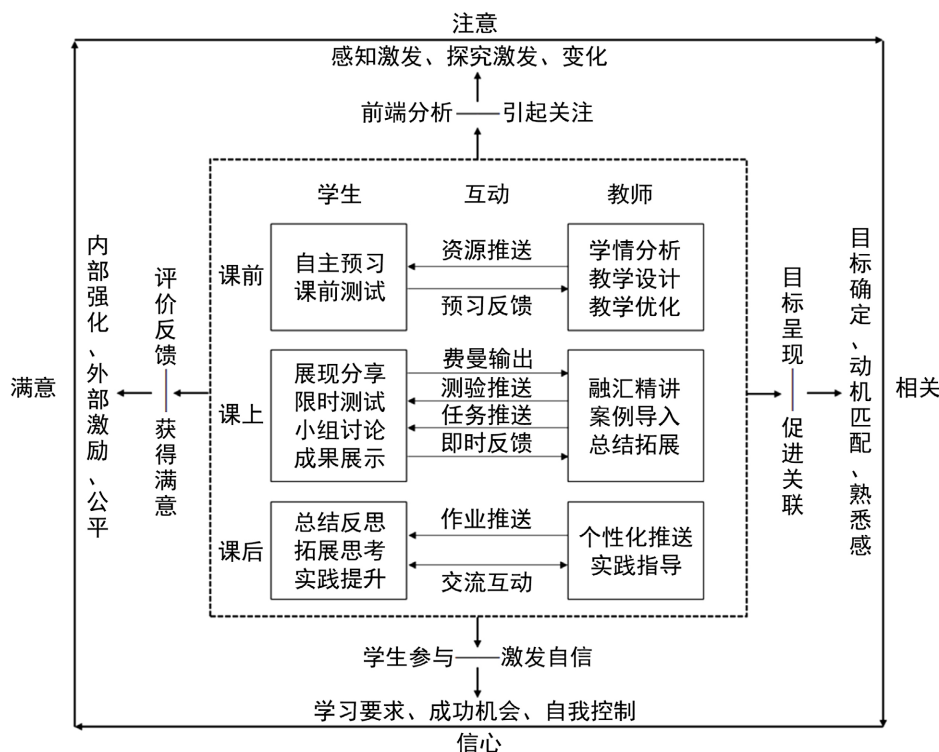 注意
感知激发、探究激发、变化
前端分析——引起关注
学生 互动 教师
课前
自主预习
课前测试
资源推送
预习反馈
学情分析
教学设计
教学优化
课上
展现分享
限时测试
小组讨论
成果展示
费曼输出
测验推送
任务推送
即时反馈
融汇精讲
案例导入
总结拓展
课后
总结反思
拓展思考
实践提升
作业推送
交流互动
个性化推送
实践指导
满意
内部强化、外部激励、公平
评价反馈——获得满意
目标呈现——促进关联
目标确定、动机匹配、熟悉感
相关
学生参与——激发自信
学习要求、成功机会、自我控制
信心